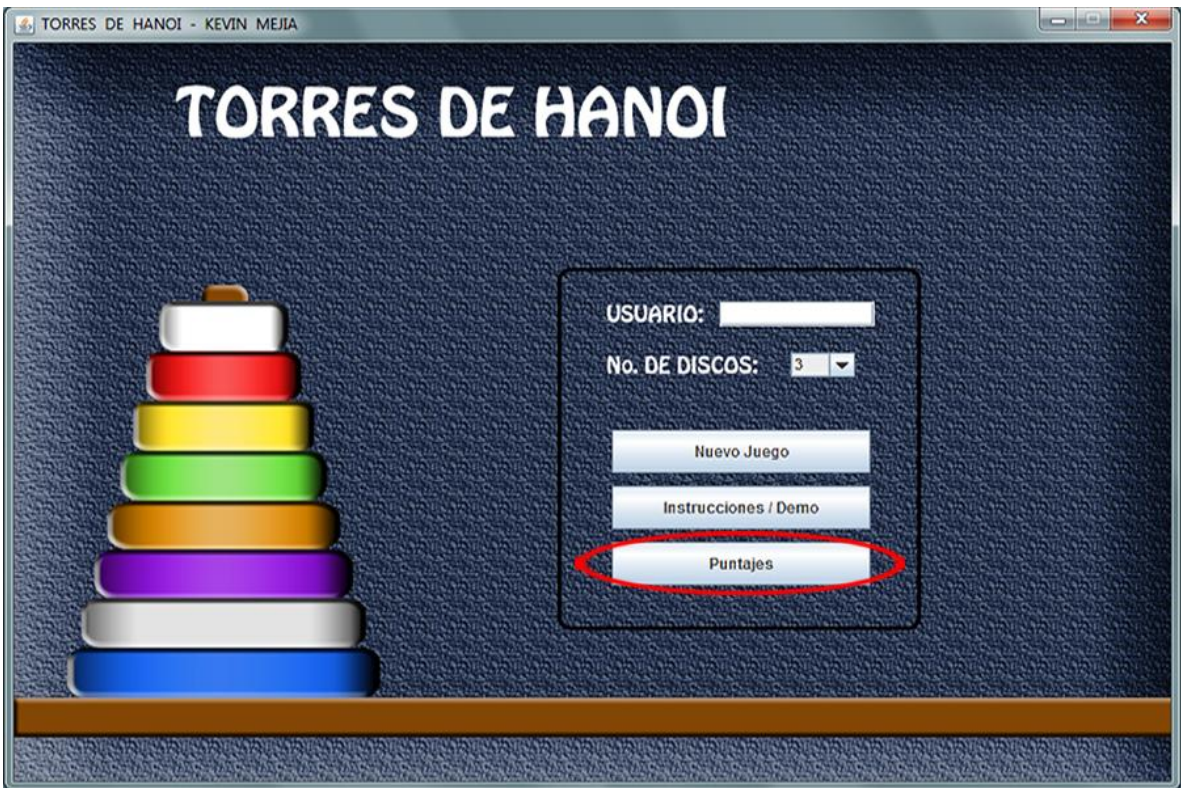 TORRES DE HANOI - KEVIN MEJIA
TORRES DE HANOI
USUARIO:
No. DE DISCOS: 3
Nuevo Juego
Instrucciones / Demo
Puntajes